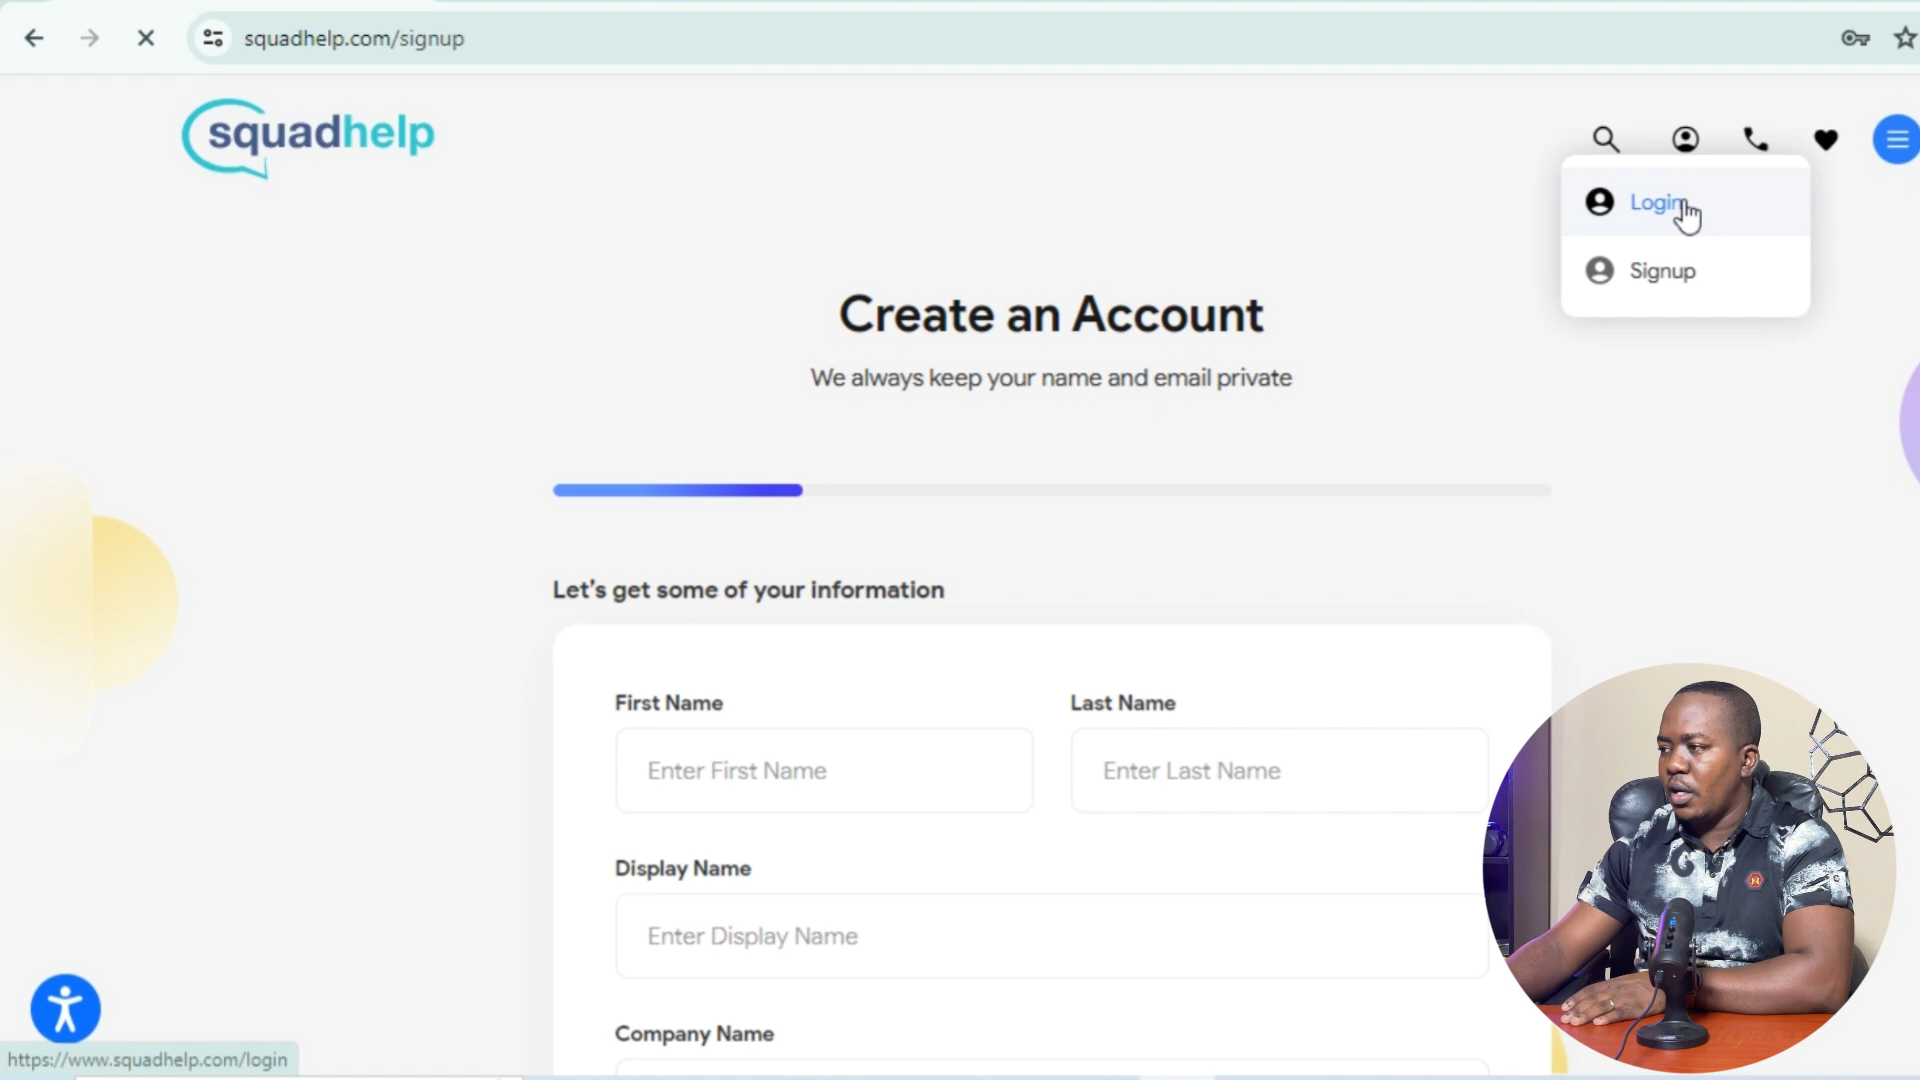 squadhelp.com/signup
squadhelp
Login
Signup
Create an Account
We always keep your name and email private
Let's get some of your information
First Name
Last Name
Enter First Name
Enter Last Name
Display Name
Enter Display Name
Company Name
https://www.squadhelp.com/login